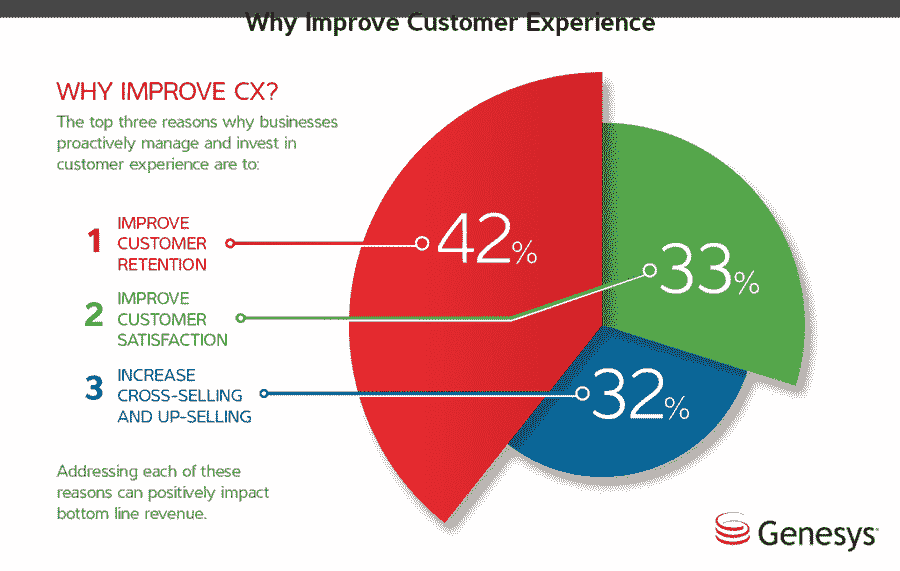 Why Improve Customer Experience
WHY IMPROVE CX?
The top three reasons why businesses
proactively manage and invest in
customer experience are to:
1 IMPROVE
CUSTOMER
RETENTION
42%
2 IMPROVE
CUSTOMER
SATISFACTION
33%
3 INCREASE
CROSS-SELLING
AND UP-SELLING
32%
Addressing each of these
reasons can positively impact
bottom line revenue.
Genesys